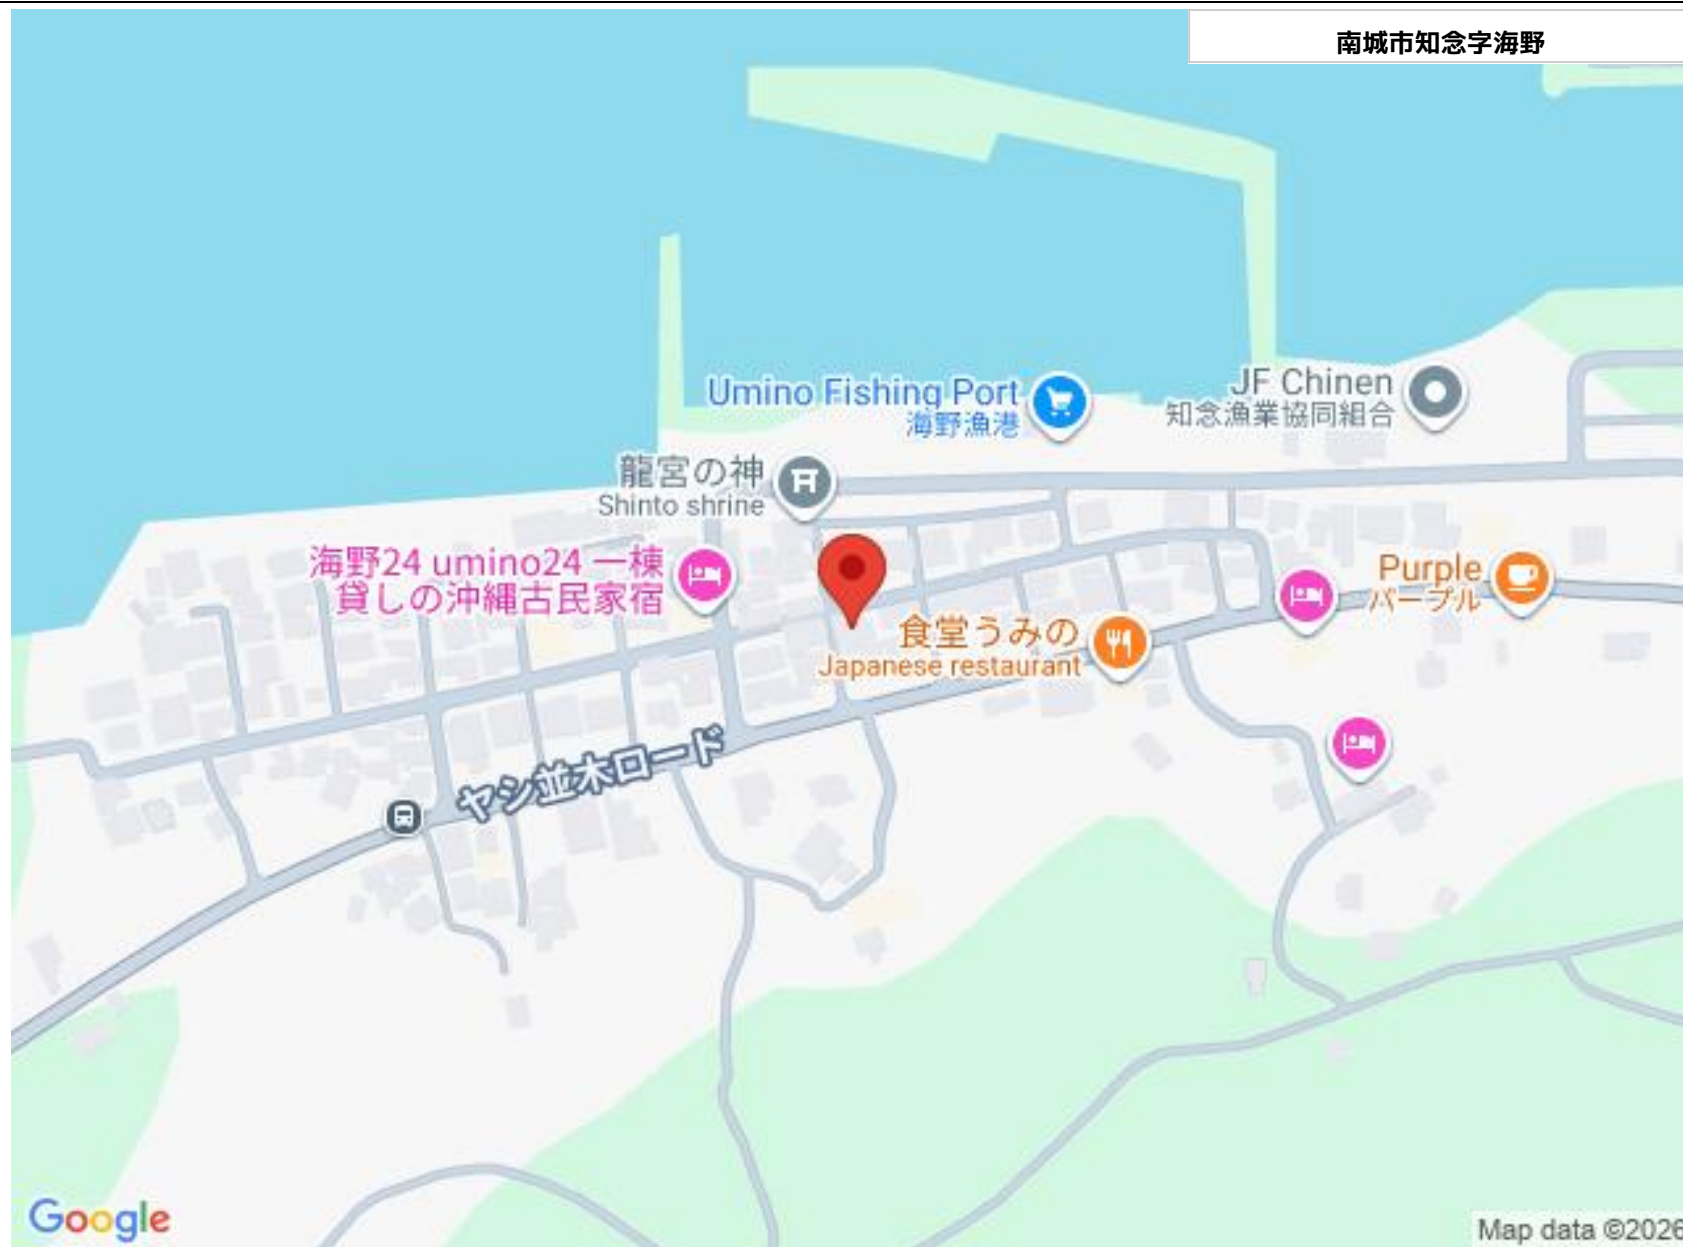 南城市知念字海野
Umino Fishing Port
海野漁港
JF Chinen
知念漁業協同組合
龍宮の神
Shinto shrine
海野24 umino24 一棟
貸しの沖縄古民家宿
Purple
パープル
食堂うみの
Japanese restaurant
ヤシ並木ロード
Google
Map data ©2026